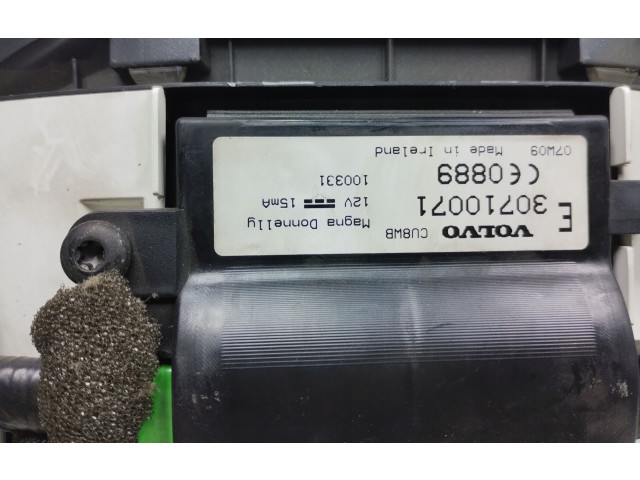 VOLVO CU8WB
E 30710071
CE0889
07W09 Made in Ireland
Magna Donnelly
12V 15mA
100331